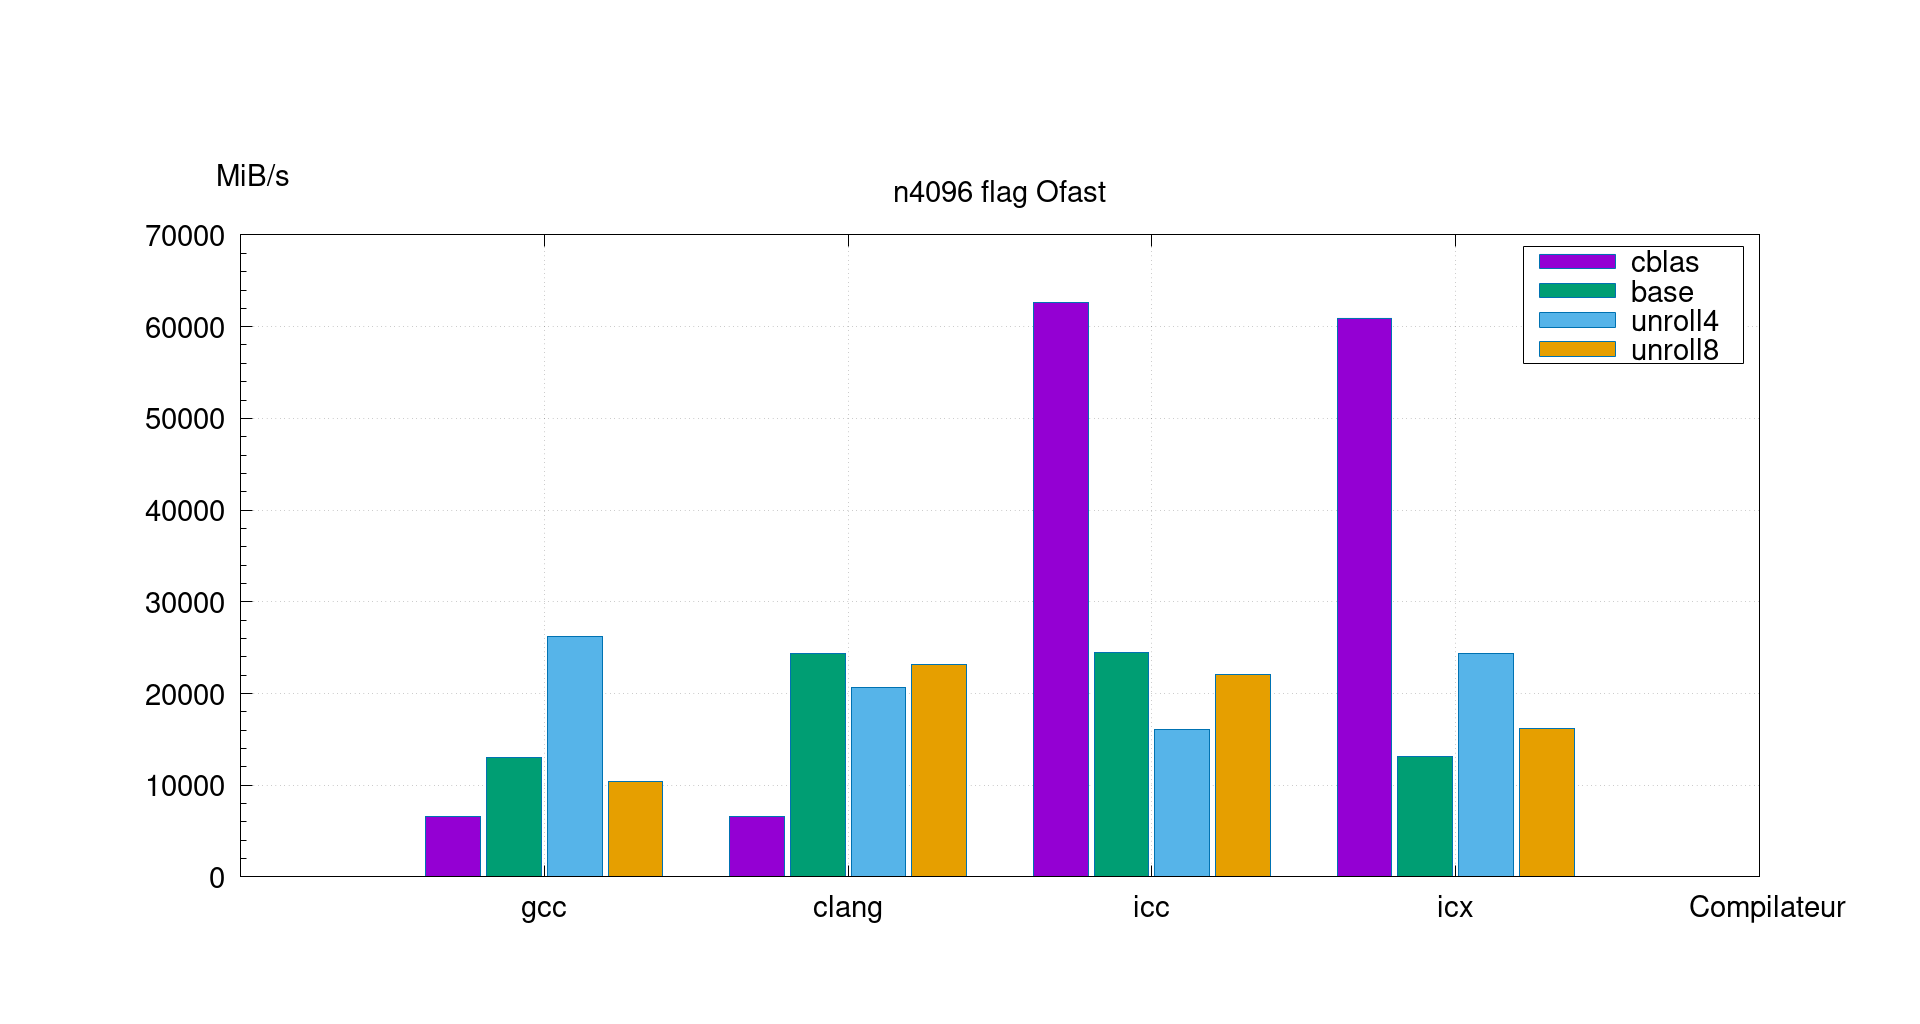 MiB/s
n4096 flag Ofast
70000
60000
50000
40000
30000
20000
10000
0
cblas
base
unroll4
unroll8
gcc clang icc icx Compilateur